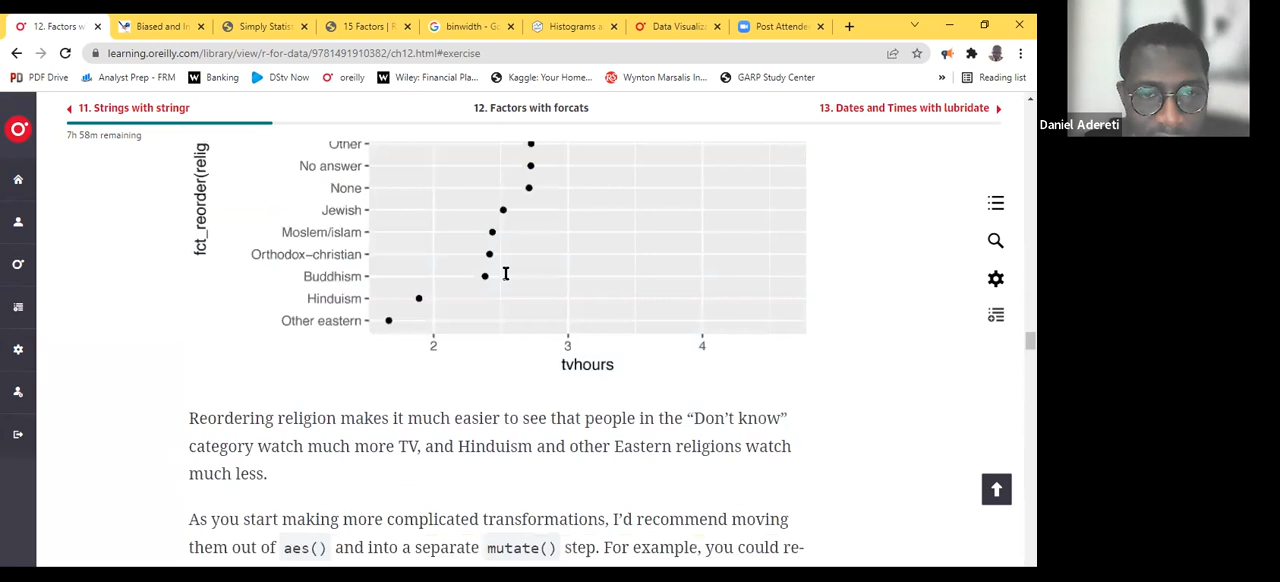 12. Factors w
Biased and In
Simply Statist
15 Factors | R
binwidth - Go
Histograms a
Data Visualiz
Post Attende
learning.oreilly.com/library/view/r-for-data/9781491910382/ch12.html#exercise
PDF Drive
Analyst Prep - FRM
Banking
DStv Now
oreilly
Wiley: Financial Pla...
Kaggle: Your Home...
Wynton Marsalis In...
GARP Study Center
»
Reading list
11. Strings with stringr
12. Factors with forcats
13. Dates and Times with lubridate
7h 58m remaining
fct_reorder(relig
Other
No answer
None
Jewish
Moslem/islam
Orthodox-christian
Buddhism
Hinduism
Other eastern
2 3 4
tvhours
Reordering religion makes it much easier to see that people in the “Don’t know”
category watch much more TV, and Hinduism and other Eastern religions watch
much less.
As you start making more complicated transformations, I’d recommend moving
them out of aes() and into a separate mutate() step. For example, you could re-
Daniel Adereti